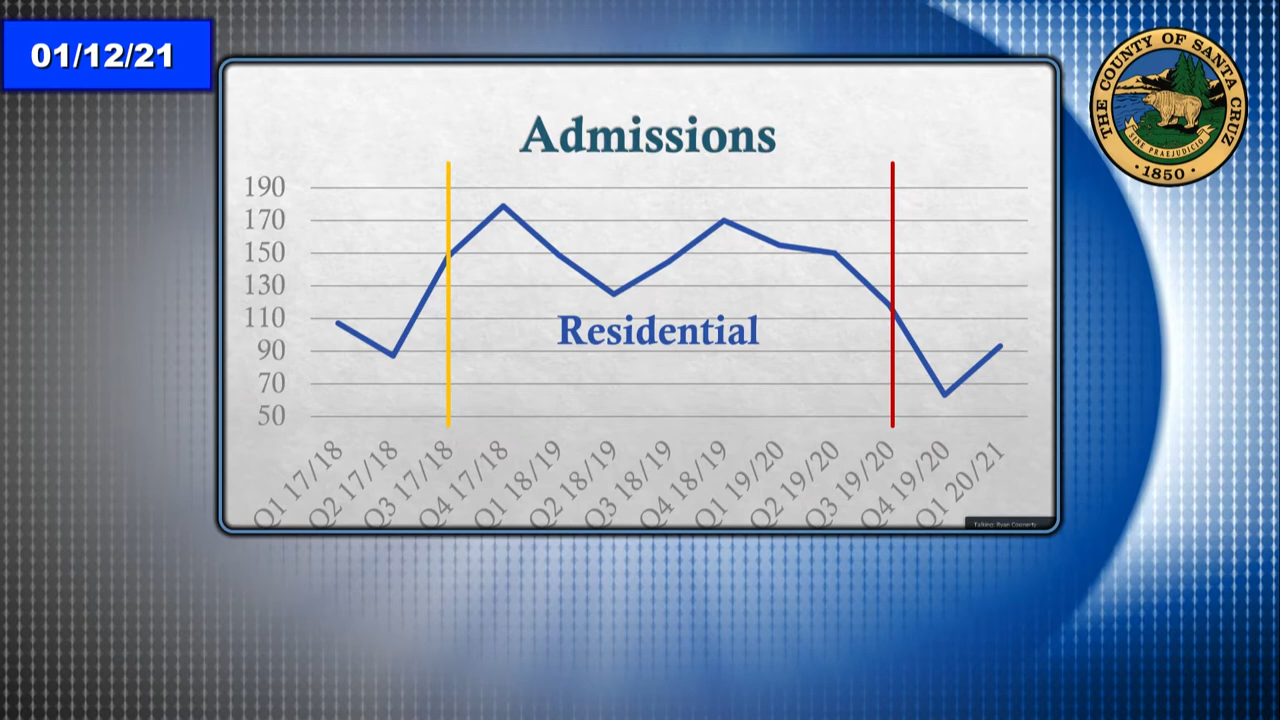 01/12/21
THE COUNTY OF SANTA CRUZ
SINE PRAEJUDICIO
• 1850 •
Admissions
190
170
150
130
110
90
70
50
Residential
Q1 17/18
Q2 17/18
Q3 17/18
Q4 17/18
Q1 18/19
Q2 18/19
Q3 18/19
Q4 18/19
Q1 19/20
Q2 19/20
Q3 19/20
Q4 19/20
Q1 20/21
Talking: Ryan Coonerty